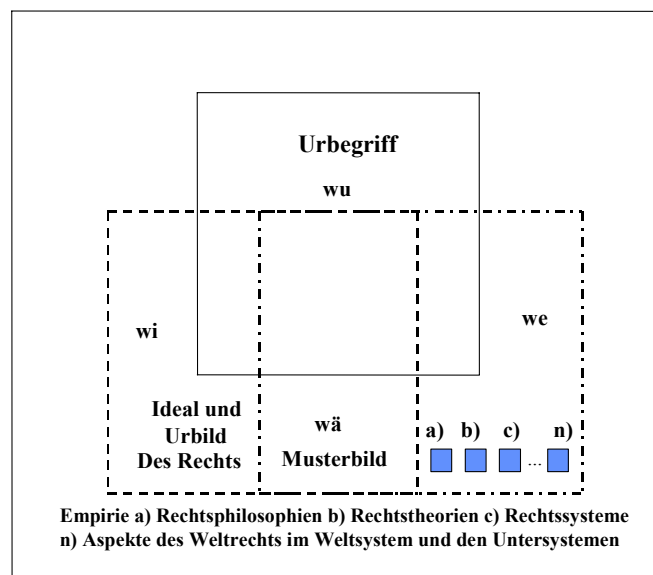 Urbegriff
wu
wi
we
Ideal und
Urbild
Des Rechts
wä
Musterbild
a) b) c) n)
...
Empirie a) Rechtsphilosophien b) Rechtstheorien c) Rechtssysteme
n) Aspekte des Weltrechts im Weltsystem und den Untersystemen